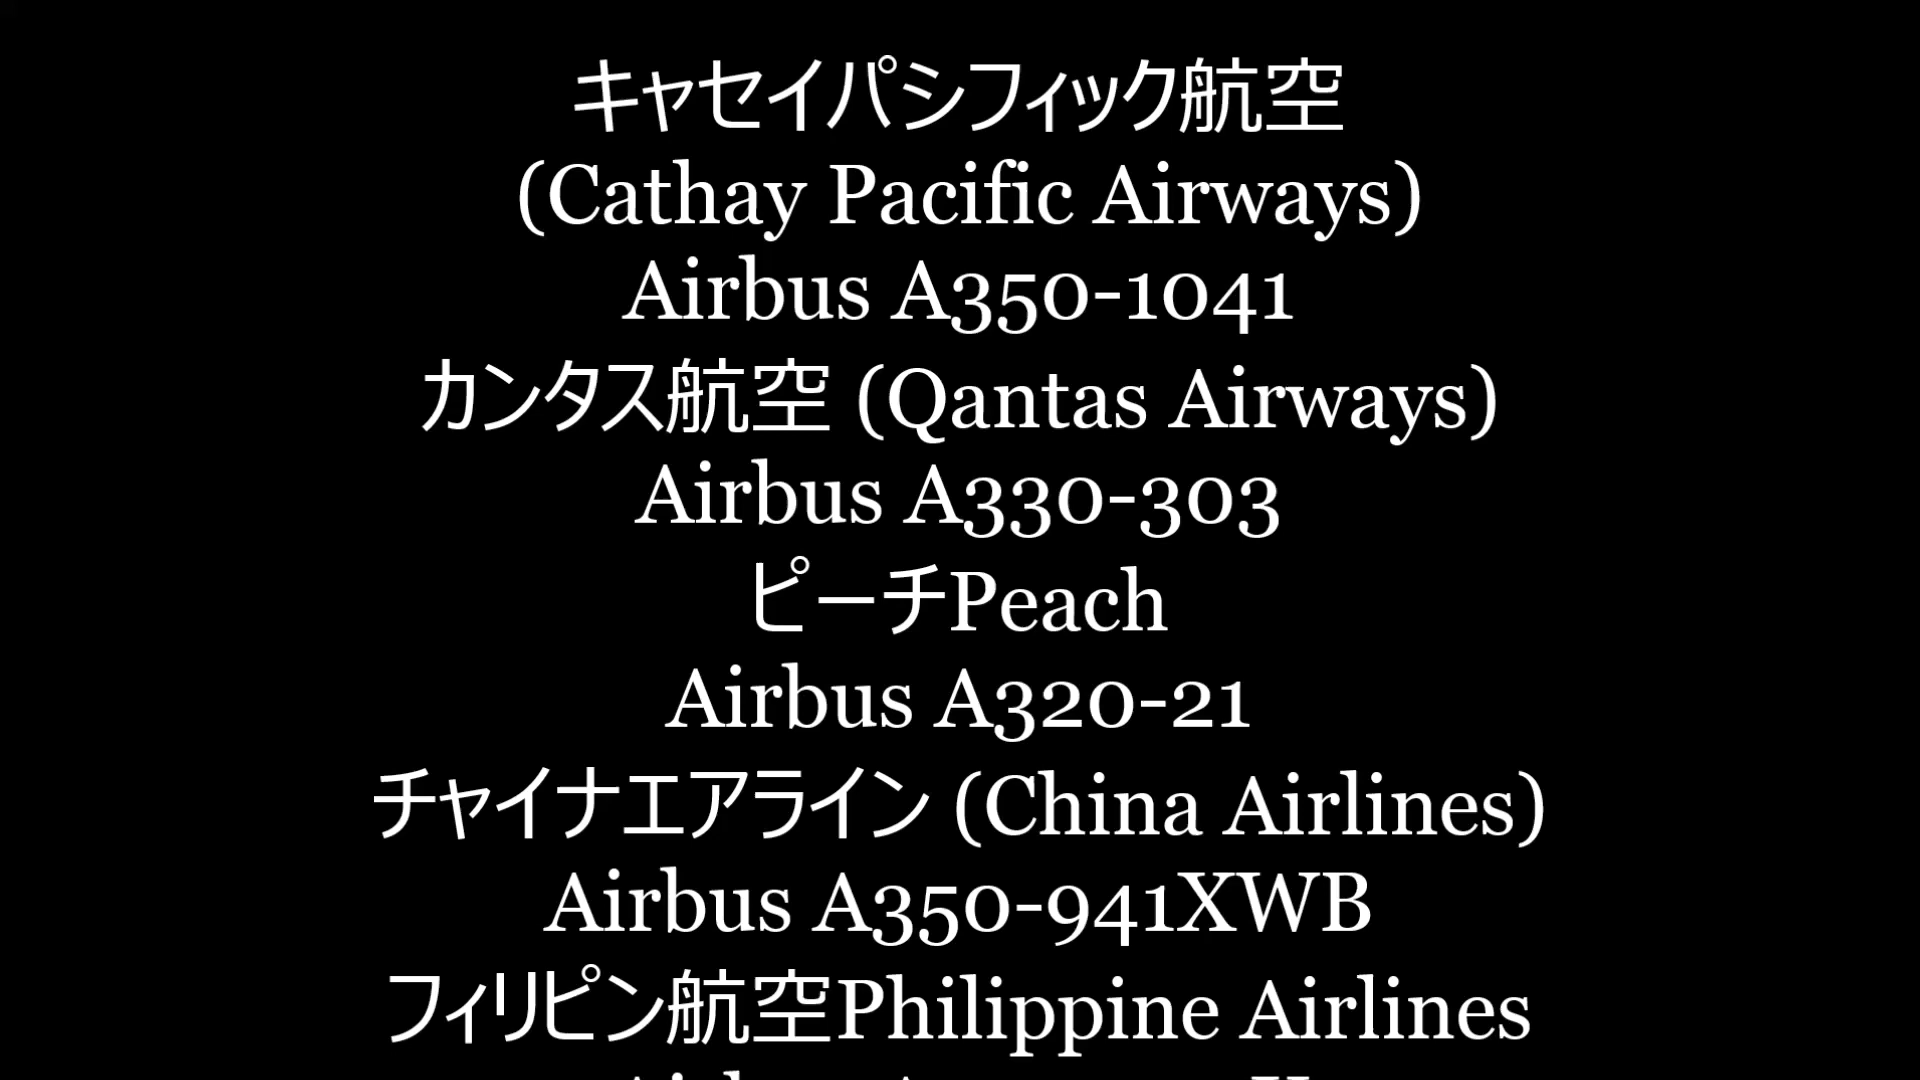 キャセイパシフィック航空
(Cathay Pacific Airways)
Airbus A350-1041
カンタス航空 (Qantas Airways)
Airbus A330-303
ピーチPeach
Airbus A320-21
チャイナエアライン (China Airlines)
Airbus A350-941XWB
フィリピン航空Philippine Airlines